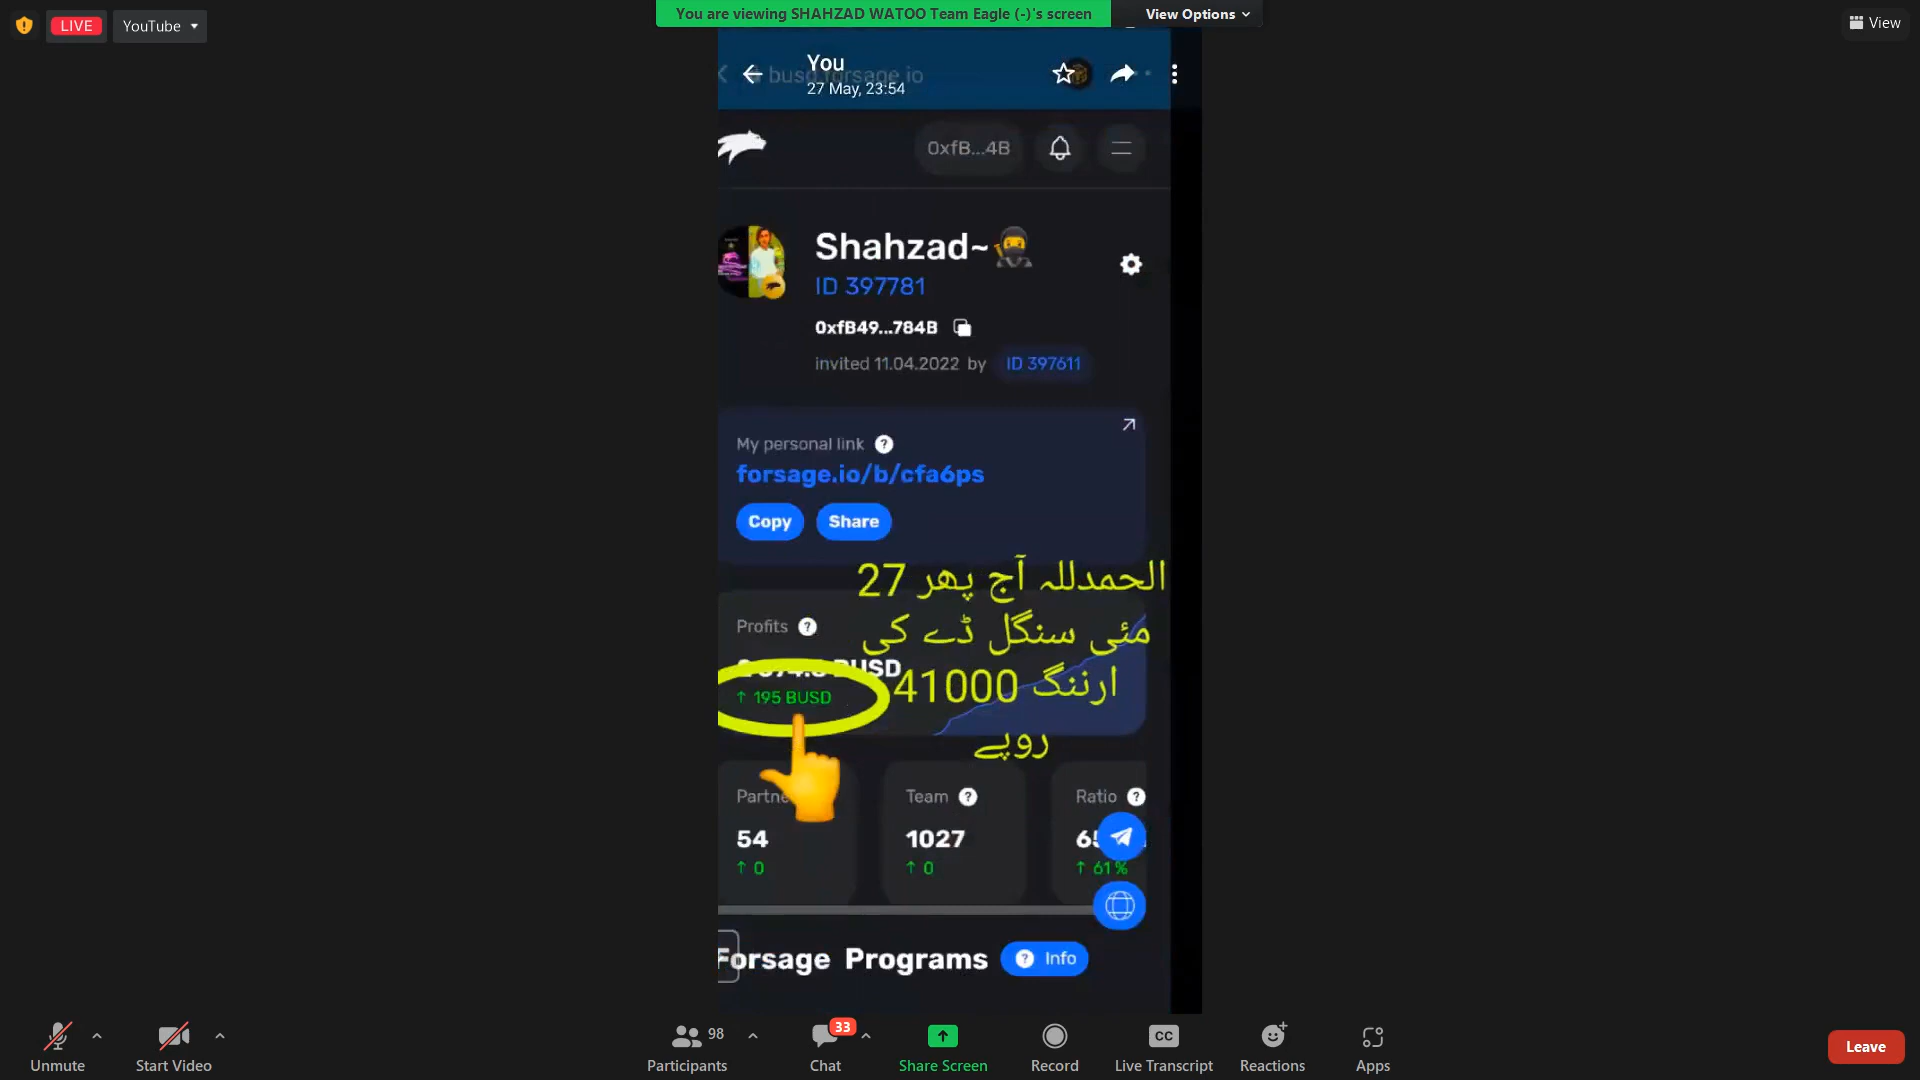 LIVE
YouTube
You are viewing SHAHZAD WATOO Team Eagle (-)'s screen
View Options
View
You
busd.forsage.io
27 May, 23:54
0xfB...4B
Shahzad~
ID 397781
0xfB49...784B
invited 11.04.2022 by ID 397611
My personal link
forsage.io/b/cfa6ps
Copy
Share
الحمدللہ آج پھر 27
مئی سنگل ڈے کی
ارننگ 41000
روپے
Profits
BUSD
↑ 195 BUSD
54
↑ 0
Team
1027
↑ 0
Ratio
↑ 61%
Forsage Programs
Info
Unmute
Start Video
Participants
98
Chat
33
Share Screen
Record
CC
Live Transcript
Reactions
Apps
Leave